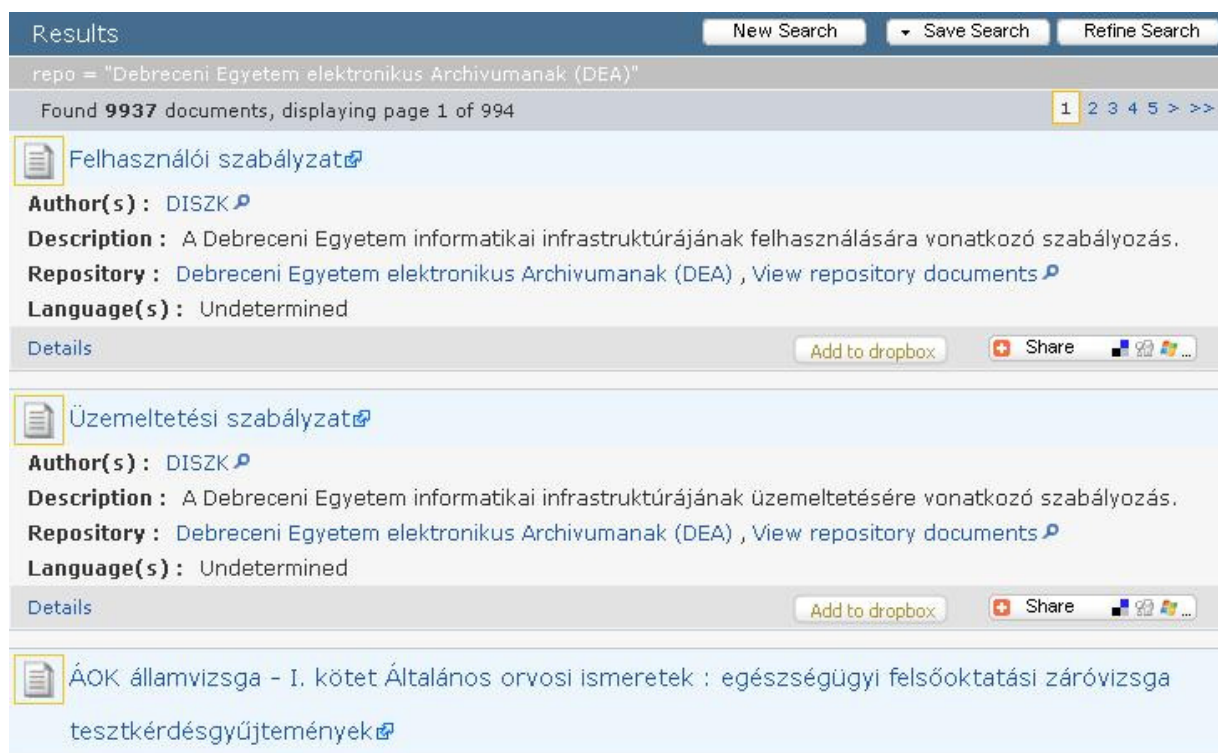 Results New Search Save Search Refine Search
repo = "Debreceni Egyetem elektronikus Archivumanak (DEA)"
Found 9937 documents, displaying page 1 of 994 1 2 3 4 5 > >>
Felhasználói szabályzat
Author(s) : DISZK
Description : A Debreceni Egyetem informatikai infrastruktúrájának felhasználására vonatkozó szabályozás.
Repository : Debreceni Egyetem elektronikus Archivumanak (DEA) , View repository documents
Language(s) : Undetermined
Details Add to dropbox Share ...
Üzemeltetési szabályzat
Author(s) : DISZK
Description : A Debreceni Egyetem informatikai infrastruktúrájának üzemeltetésére vonatkozó szabályozás.
Repository : Debreceni Egyetem elektronikus Archivumanak (DEA) , View repository documents
Language(s) : Undetermined
Details Add to dropbox Share ...
ÁOK államvizsga - I. kötet Általános orvosi ismeretek : egészségügyi felsőoktatási záróvizsga
tesztkérdésgyűjtemények